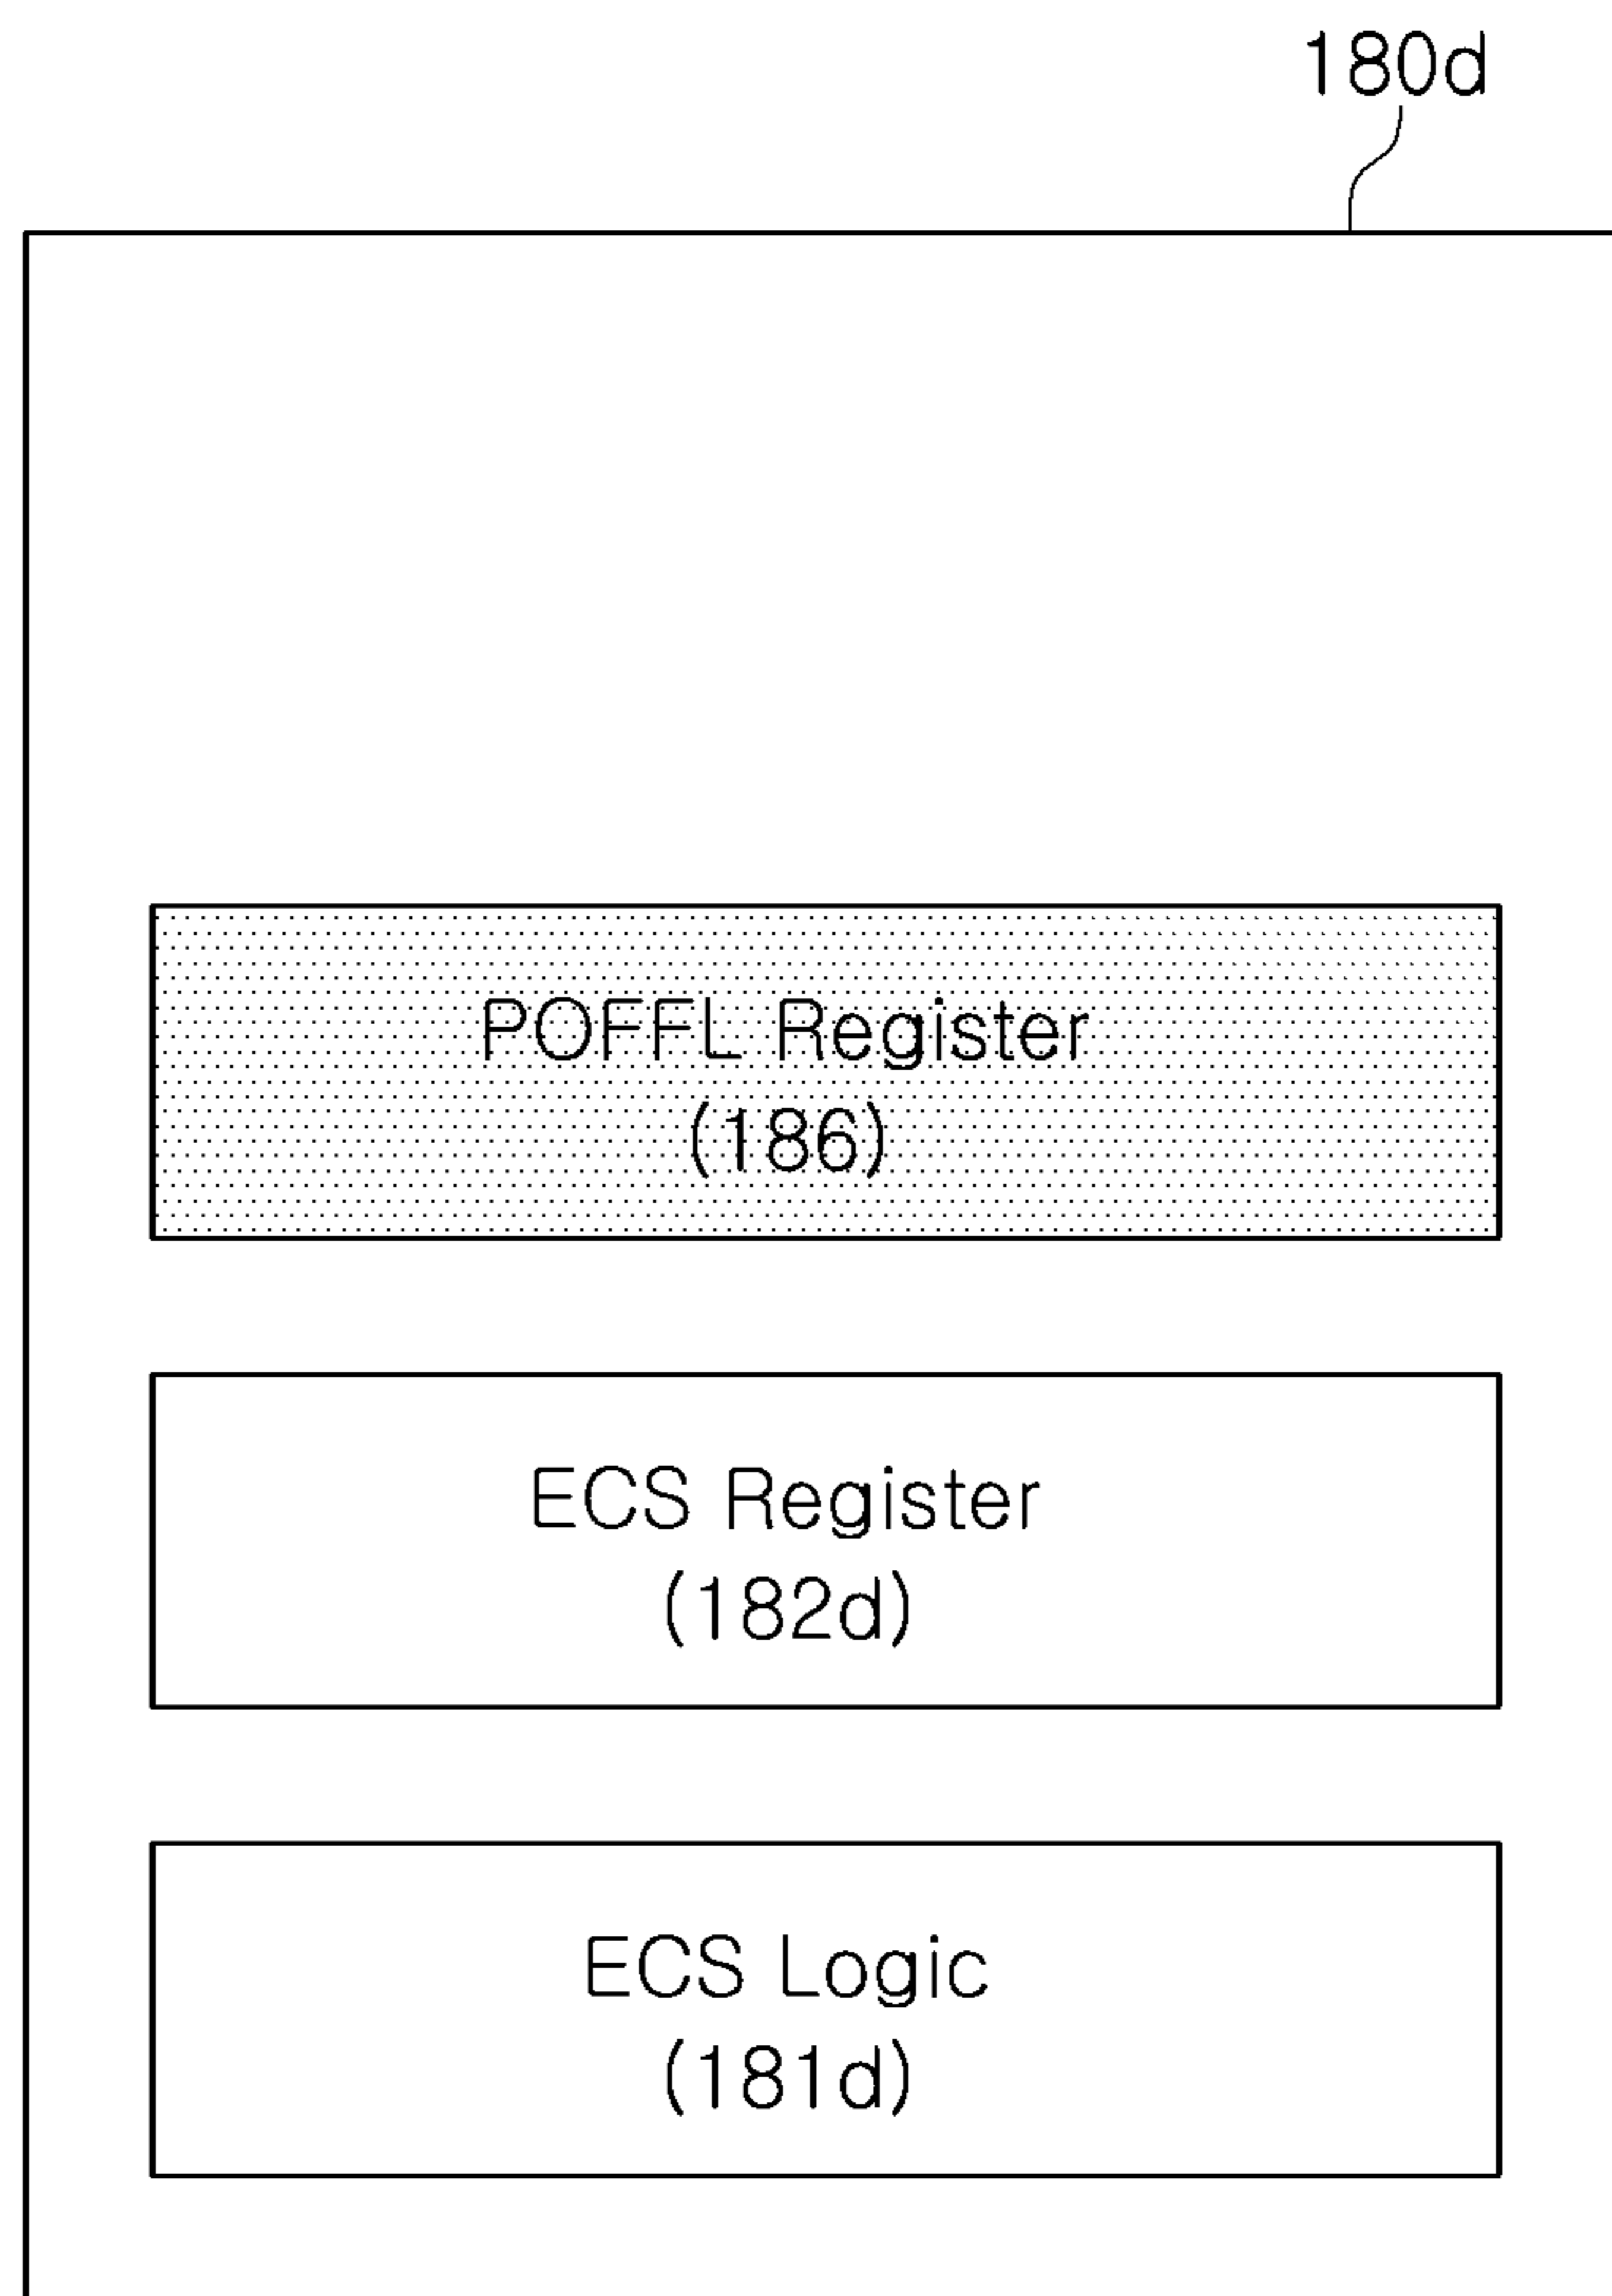 180d
POFFL Register
(186)
ECS Register
(182d)
ECS Logic
(181d)